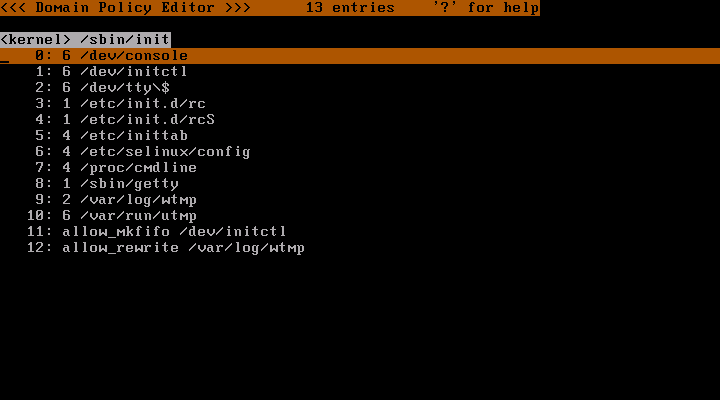 <<< Domain Policy Editor >>>      13 entries    '?' for help
<kernel> /sbin/init
0: 6 /dev/console
1: 6 /dev/initctl
2: 6 /dev/tty\$
3: 1 /etc/init.d/rc
4: 1 /etc/init.d/rcS
5: 4 /etc/inittab
6: 4 /etc/selinux/config
7: 4 /proc/cmdline
8: 1 /sbin/getty
9: 2 /var/log/wtmp
10: 6 /var/run/utmp
11: allow_mkfifo /dev/initctl
12: allow_rewrite /var/log/wtmp